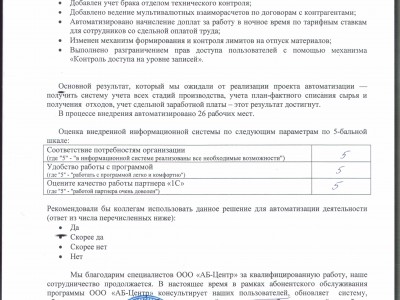 Добавлен учет брака отделом технического контроля;
• Добавлено ведение мультивалютных взаиморасчетов по договорам с контрагентами;
• Автоматизировано начисление доплат за работу в ночное время по тарифным ставкам
для сотрудников со сдельной оплатой труда;
• Изменен механизм формирования и контроля лимитов на отпуск материалов;
• Выполнено разграничением прав доступа пользователей с помощью механизма
«Контроль доступа на уровне записей».
Основной результат, который мы ожидали от реализации проекта автоматизации —
получить систему учета всех стадий производства, учета план-фактного списания сырья и
получения отходов, учет сдельной заработной платы – этот результат достигнут.
В процессе внедрения автоматизировано 26 рабочих мест.
Оценка внедренной информационной системы по следующим параметрам по 5-бальной
шкале:
Соответствие потребностям организации
(где "5" - "в информационной системе реализованы все необходимые возможности") 5
Удобство работы с программой
(где "5" - "работать с программой легко и комфортно") 5
Оцените качество работы партнера «1С»
(где "5" - "работой партнера очень доволен") 5
Рекомендовали бы коллегам использовать данное решение для автоматизации деятельности
(ответ из числа перечисленных ниже):
• Да
Скорее да
• Скорее нет
• Нет
Мы благодарим специалистов ООО «АБ-Центр» за квалифицированную работу, наше
сотрудничество продолжается. В настоящее время в рамках абонентского обслуживания
программы ООО «АБ-Центр» консультирует наших пользователей, обновляет систему,